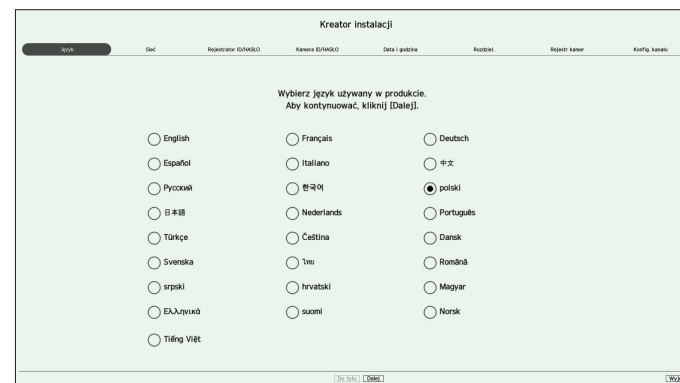 Kreator instalacji
Język Sieć Rejestrator ID/HASŁO Kamera ID/HASŁO Data i godzina Rozdziel. Rejestr kamer Konfig. kanału
Wybierz język używany w produkcie.
Aby kontynuować, kliknij [Dalej].
English Français Deutsch
Español Italiano 中文
Русский 한국어 polski
日本語 Nederlands Português
Türkçe Čeština Dansk
Svenska ไทย Română
srpski hrvatski Magyar
Ελληνικά suomi Norsk
Tiếng Việt
Do tyłu Dalej